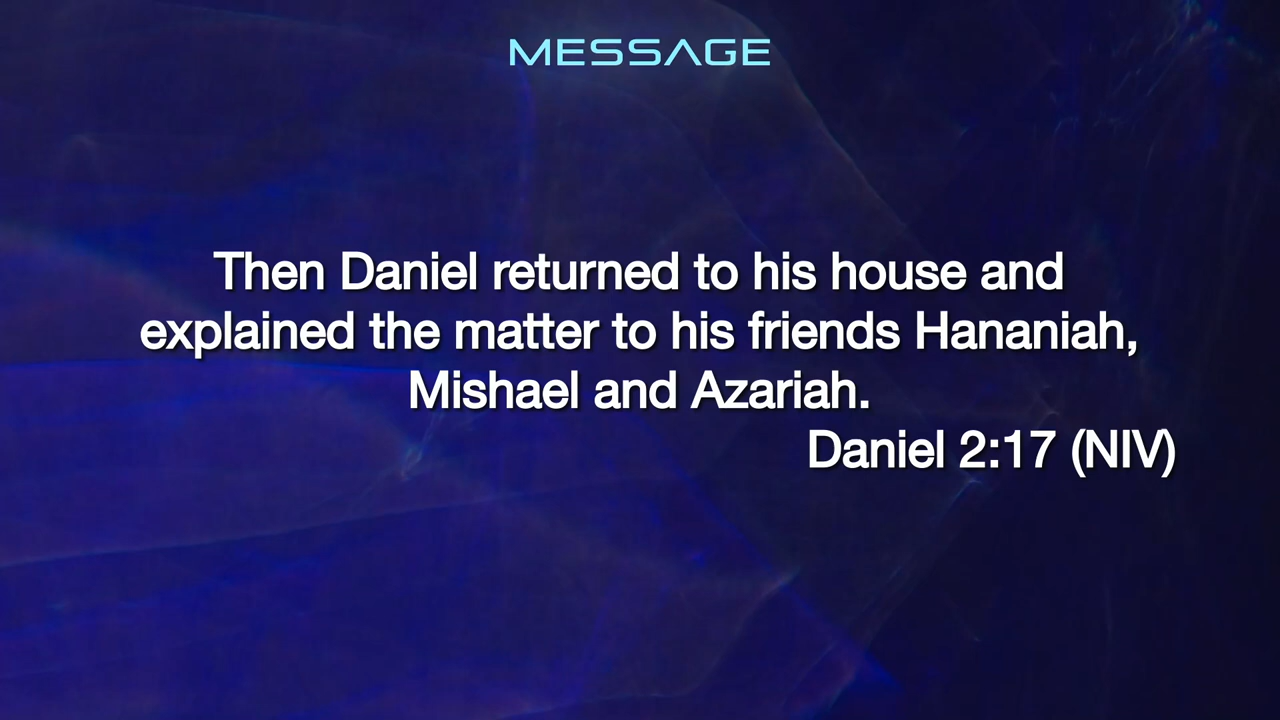 MESSAGE
Then Daniel returned to his house and
explained the matter to his friends Hananiah,
Mishael and Azariah.
Daniel 2:17 (NIV)